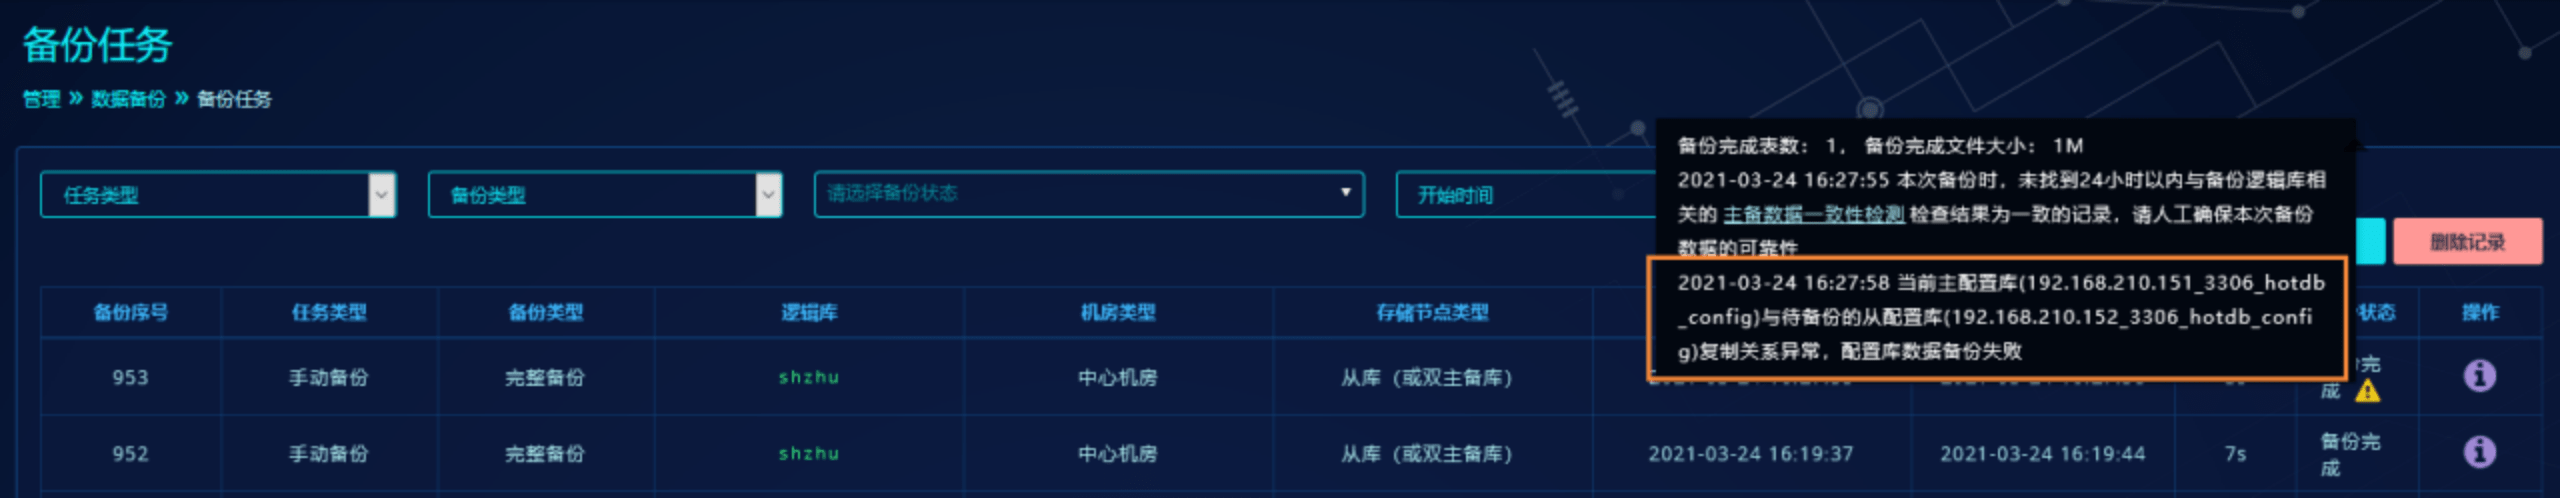 备份任务
管理 » 数据备份 » 备份任务
任务类型
备份类型
请选择备份状态
开始时间
备份完成表数： 1， 备份完成文件大小： 1M
2021-03-24 16:27:55 本次备份时，未找到24小时以内与备份逻辑库相
关的 主备数据一致性检测 检查结果为一致的记录，请人工确保本次备份
数据的可靠性
2021-03-24 16:27:58 当前主配置库(192.168.210.151_3306_hotdb
_config)与待备份的从配置库(192.168.210.152_3306_hotdb_confi
g)复制关系异常，配置库数据备份失败
删除记录
备份序号 任务类型 备份类型 逻辑库 机房类型 存储节点类型 状态 操作
953 手动备份 完整备份 shzhu 中心机房 从库（或双主备库） 完
成
952 手动备份 完整备份 shzhu 中心机房 从库（或双主备库） 2021-03-24 16:19:37 2021-03-24 16:19:44 7s 备份完
成